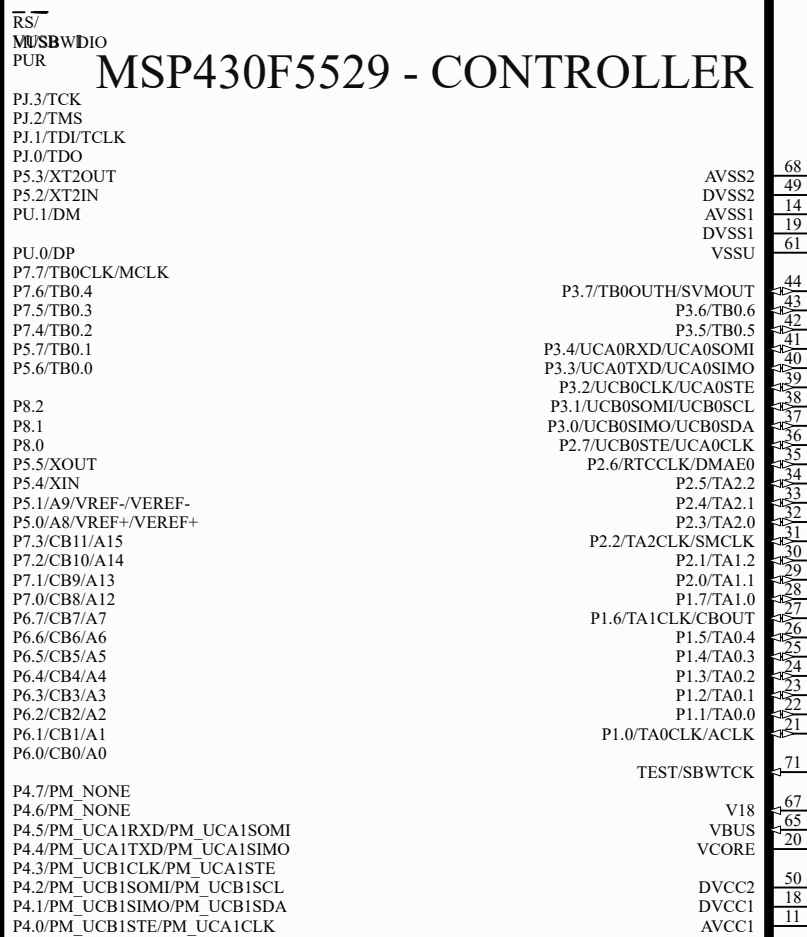 RS/
PUR
MSP430F5529 - CONTROLLER
PJ.3/TCK
PJ.2/TMS
PJ.1/TDI/TCLK
PJ.0/TDO
P5.3/XT2OUT AVSS2 68
P5.2/XT2IN DVSS2 49
PU.1/DM AVSS1 14
DVSS1 19
PU.0/DP VSSU 61
P7.7/TB0CLK/MCLK
P7.6/TB0.4 P3.7/TB0OUTH/SVMOUT 44
P7.5/TB0.3 P3.6/TB0.6 43
P7.4/TB0.2 P3.5/TB0.5 42
P5.7/TB0.1 P3.4/UCA0RXD/UCA0SOMI 41
P5.6/TB0.0 P3.3/UCA0TXD/UCA0SIMO 40
P3.2/UCB0CLK/UCA0STE 39
P8.2 P3.1/UCB0SOMI/UCB0SCL 38
P8.1 P3.0/UCB0SIMO/UCB0SDA 37
P8.0 P2.7/UCB0STE/UCA0CLK 36
P5.5/XOUT P2.6/RTCCLK/DMAE0 35
P5.4/XIN P2.5/TA2.2 34
P5.1/A9/VREF-/VEREF- P2.4/TA2.1 33
P5.0/A8/VREF+/VEREF+ P2.3/TA2.0 32
P7.3/CB11/A15 P2.2/TA2CLK/SMCLK 31
P7.2/CB10/A14 P2.1/TA1.2 30
P7.1/CB9/A13 P2.0/TA1.1 29
P7.0/CB8/A12 P1.7/TA1.0 28
P6.7/CB7/A7 P1.6/TA1CLK/CBOUT 27
P6.6/CB6/A6 P1.5/TA0.4 26
P6.5/CB5/A5 P1.4/TA0.3 25
P6.4/CB4/A4 P1.3/TA0.2 24
P6.3/CB3/A3 P1.2/TA0.1 23
P6.2/CB2/A2 P1.1/TA0.0 22
P6.1/CB1/A1 P1.0/TA0CLK/ACLK 21
P6.0/CB0/A0
TEST/SBWTCK 71
P4.7/PM_NONE
P4.6/PM_NONE V18 67
P4.5/PM_UCA1RXD/PM_UCA1SOMI VBUS 65
P4.4/PM_UCA1TXD/PM_UCA1SIMO VCORE 20
P4.3/PM_UCB1CLK/PM_UCA1STE
P4.2/PM_UCB1SOMI/PM_UCB1SCL DVCC2 50
P4.1/PM_UCB1SIMO/PM_UCB1SDA DVCC1 18
P4.0/PM_UCB1STE/PM_UCA1CLK AVCC1 11